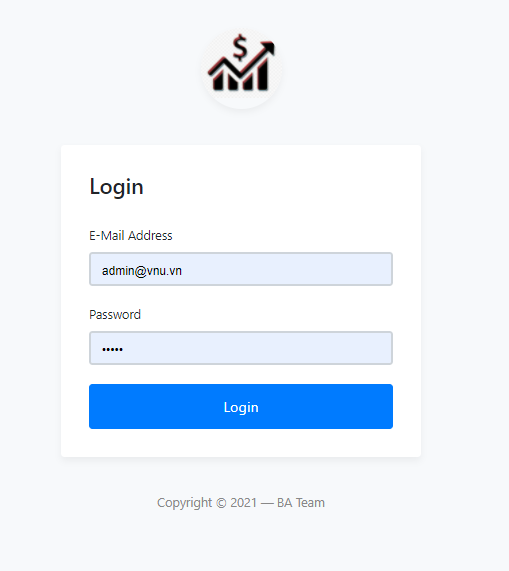 $
Login
E-Mail Address
admin@vnu.vn
Password
•••••
Login
Copyright © 2021 — BA Team